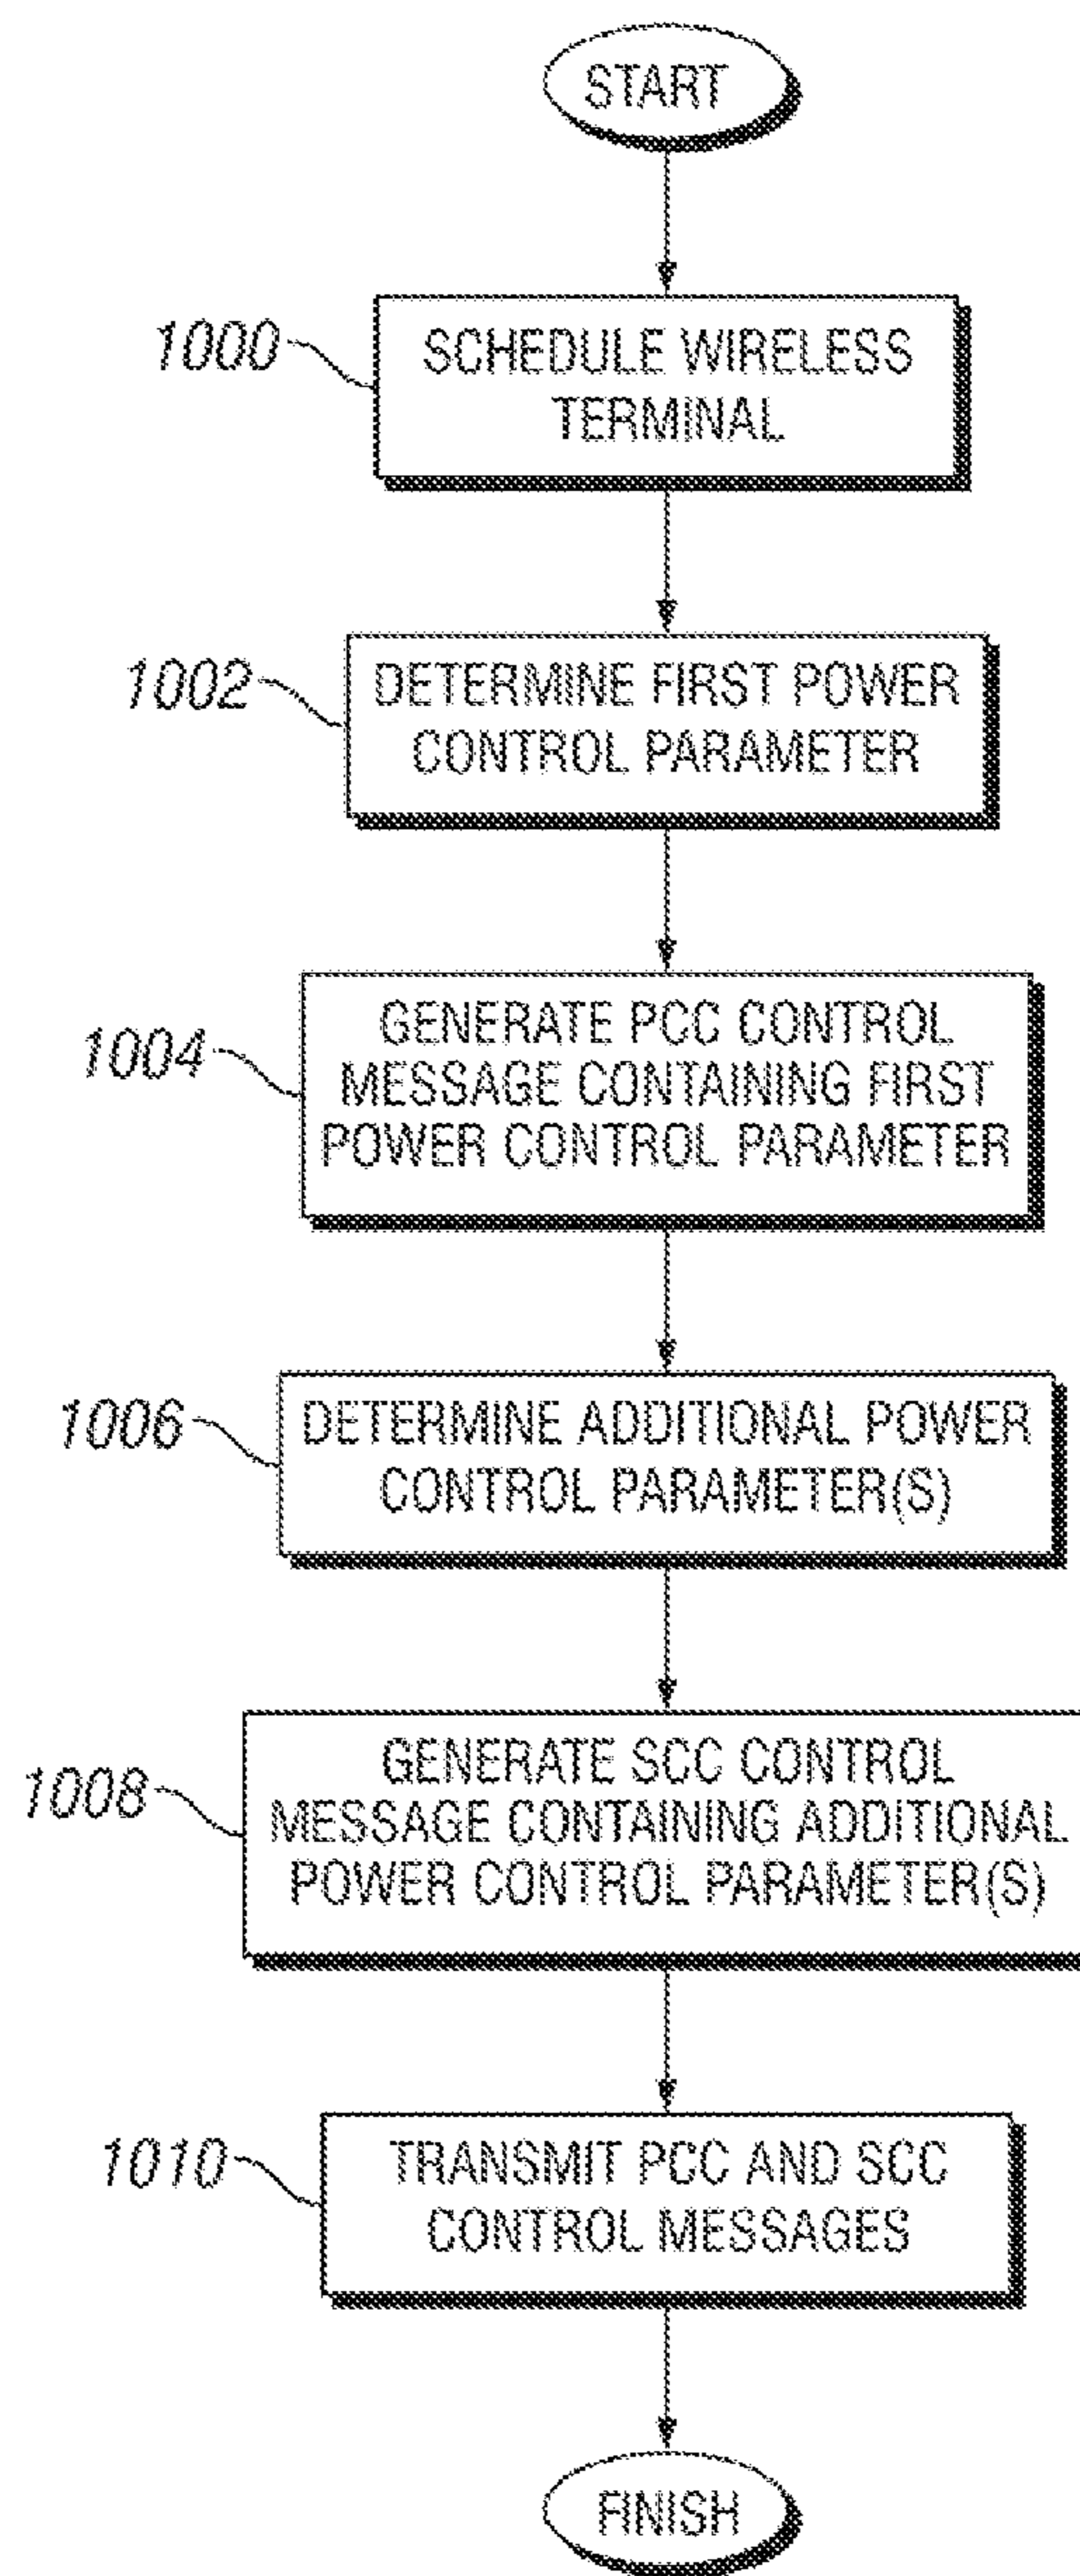 START
1000
SCHEDULE WIRELESS
TERMINAL
1002
DETERMINE FIRST POWER
CONTROL PARAMETER
1004
GENERATE PCC CONTROL
MESSAGE CONTAINING FIRST
POWER CONTROL PARAMETER
1006
DETERMINE ADDITIONAL POWER
CONTROL PARAMETER(S)
1008
GENERATE SCC CONTROL
MESSAGE CONTAINING ADDITIONAL
POWER CONTROL PARAMETER(S)
1010
TRANSMIT PCC AND SCC
CONTROL MESSAGES
FINISH